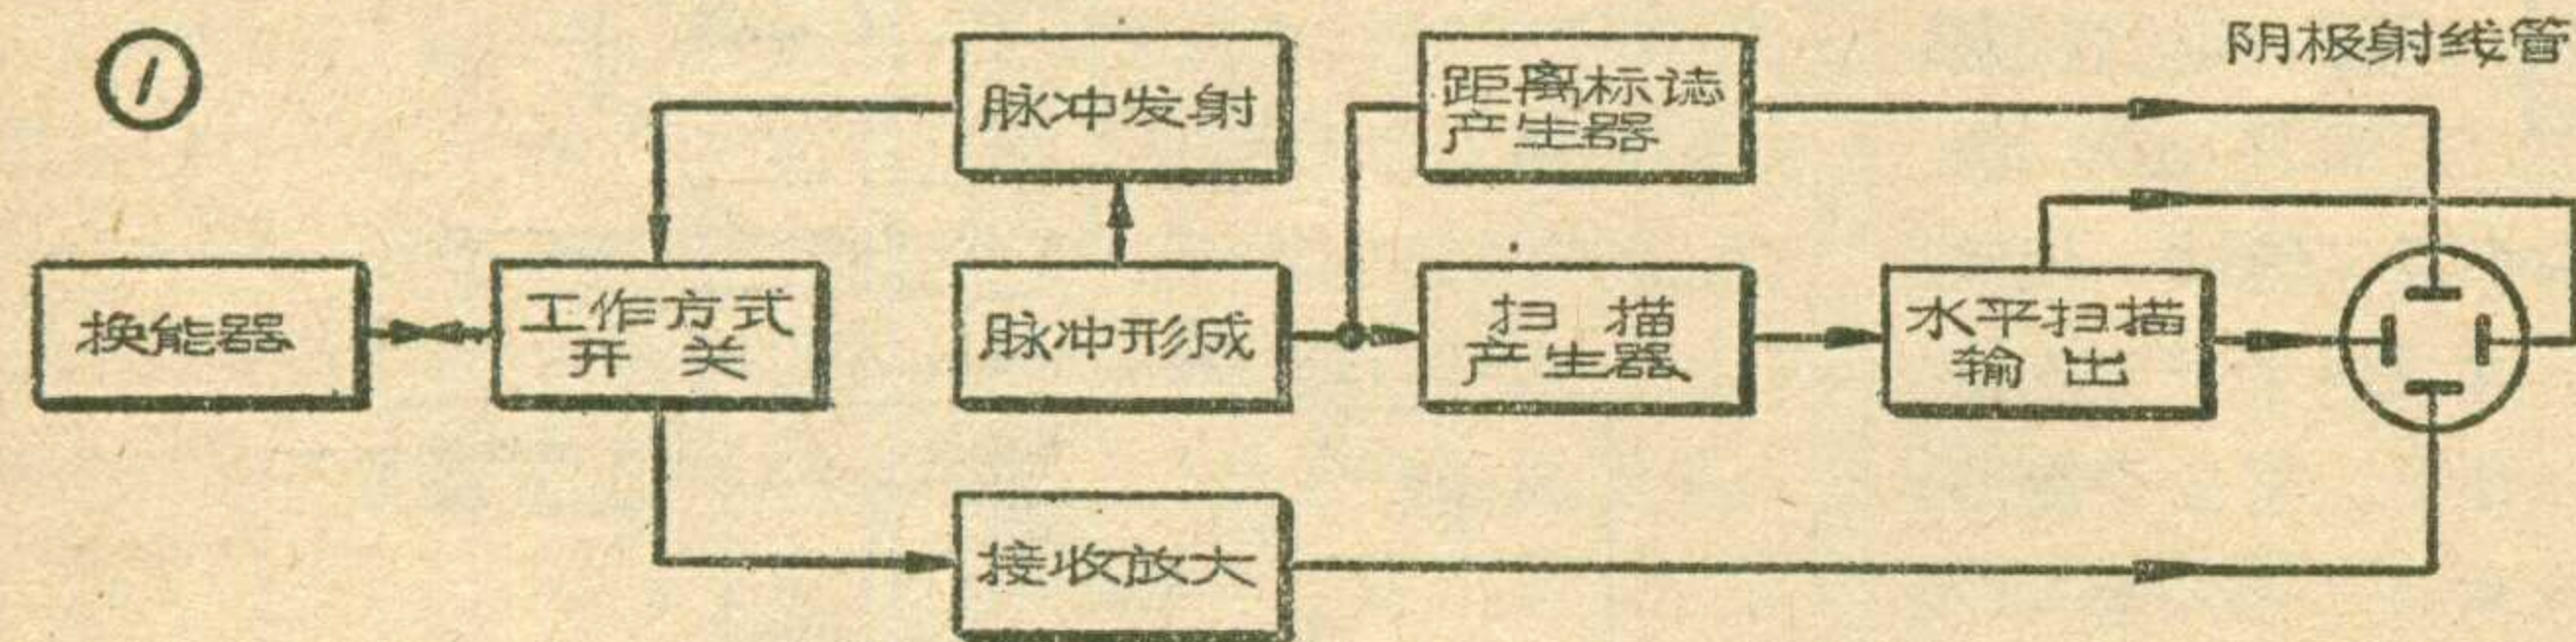 ①
阴极射线管
脉冲发射
距离标志
产生器
换能器
工作方式
开 关
脉冲形成
扫 描
产生器
水平扫描
输 出
接收放大